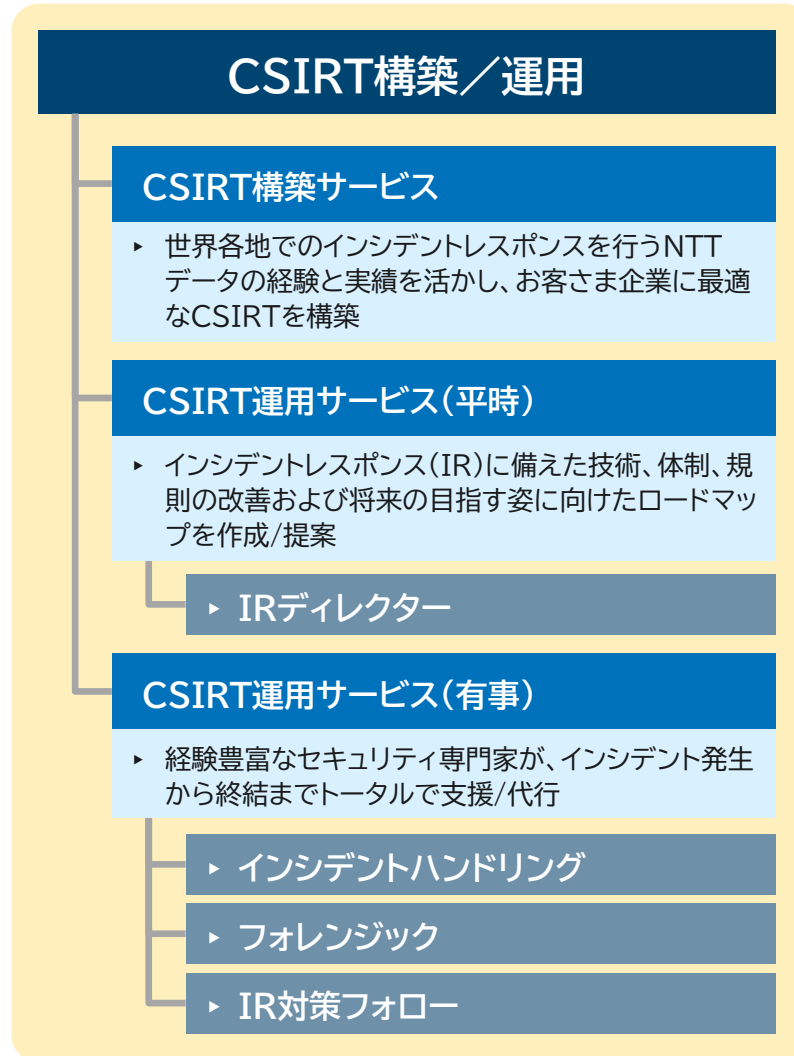 CSIRT構築／運用
CSIRT構築サービス
▸ 世界各地でのインシデントレスポンスを行うNTT
データの経験と実績を活かし、お客さま企業に最適
なCSIRTを構築
CSIRT運用サービス（平時）
▸ インシデントレスポンス（IR）に備えた技術、体制、規
則の改善および将来の目指す姿に向けたロードマッ
プを作成/提案
▸ IRディレクター
CSIRT運用サービス（有事）
▸ 経験豊富なセキュリティ専門家が、インシデント発生
から終結までトータルで支援/代行
▸ インシデントハンドリング
▸ フォレンジック
▸ IR対策フォロー